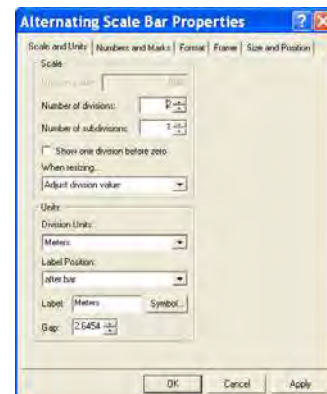 Alternating Scale Bar Properties
Scale and Units Numbers and Marks Format Frame Size and Position
Scale
Number of divisions:
Number of subdivisions:
Show one division before zero
When resizing...
Adjust division value
Units
Division Units:
Meters
Label Position:
after bar
Label: Meters Symbol...
Gap: 2.6454
OK Cancel Apply